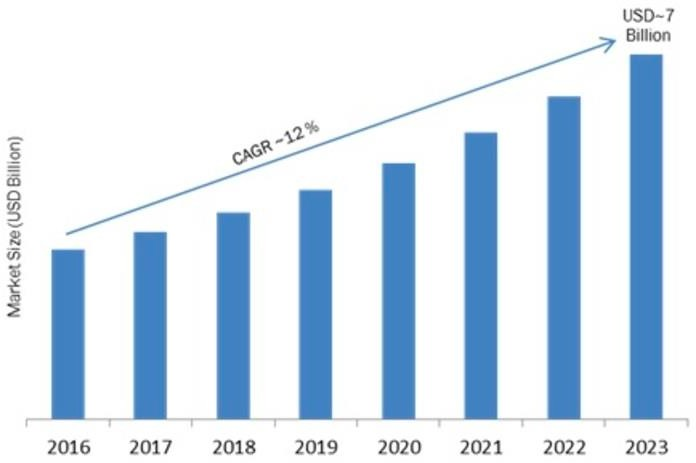 USD~7
Billion
CAGR ~12 %
Market Size (USD Billion)
2016 2017 2018 2019 2020 2021 2022 2023